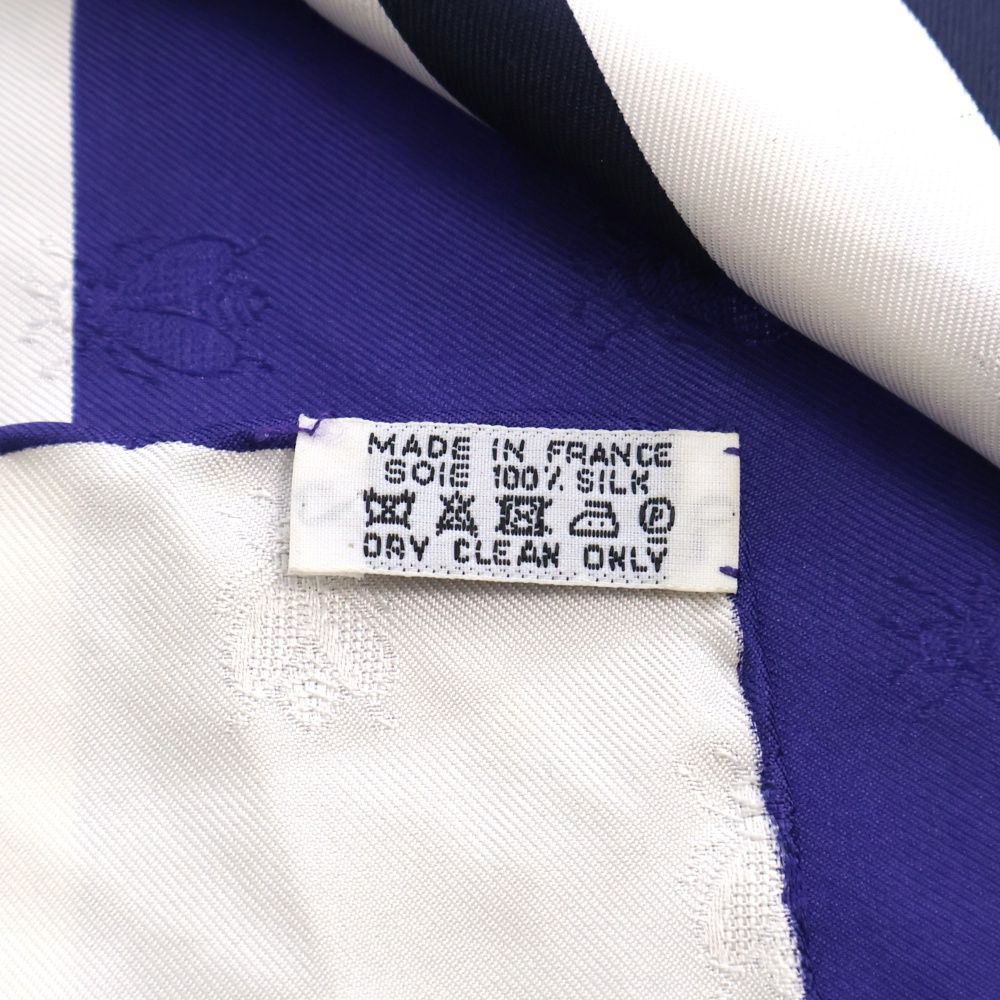 MADE IN FRANCE
SOIE 100% SILK
P
DRY CLEAN ONLY